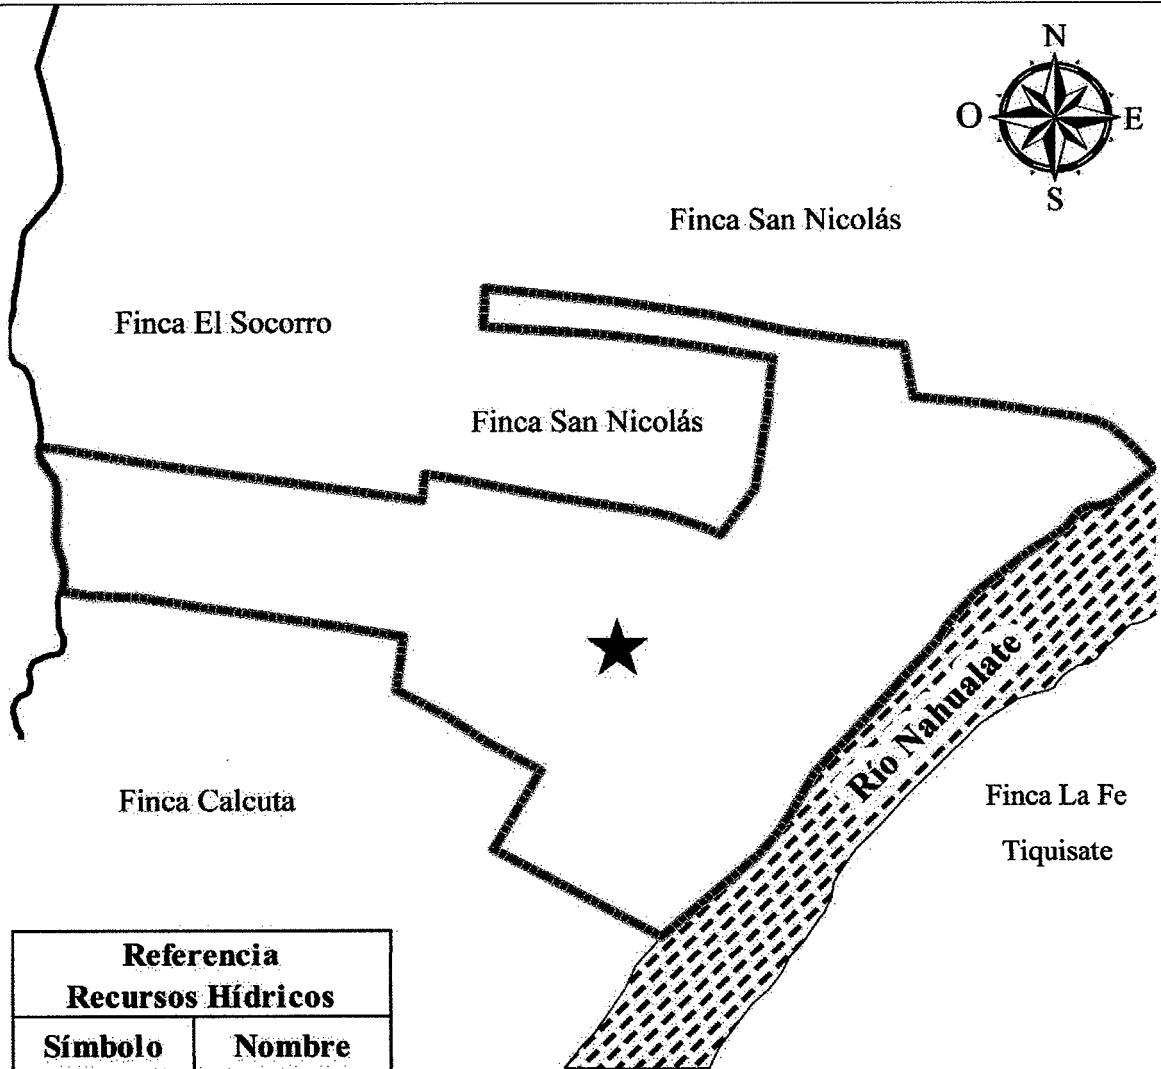 N
O
E
S
Finca San Nicolás
Finca El Socorro
Finca San Nicolás
Río Nahualate
Finca Calcuta
Finca La Fe
Tiquisate
Referencia
Recursos Hídricos
Símbolo Nombre